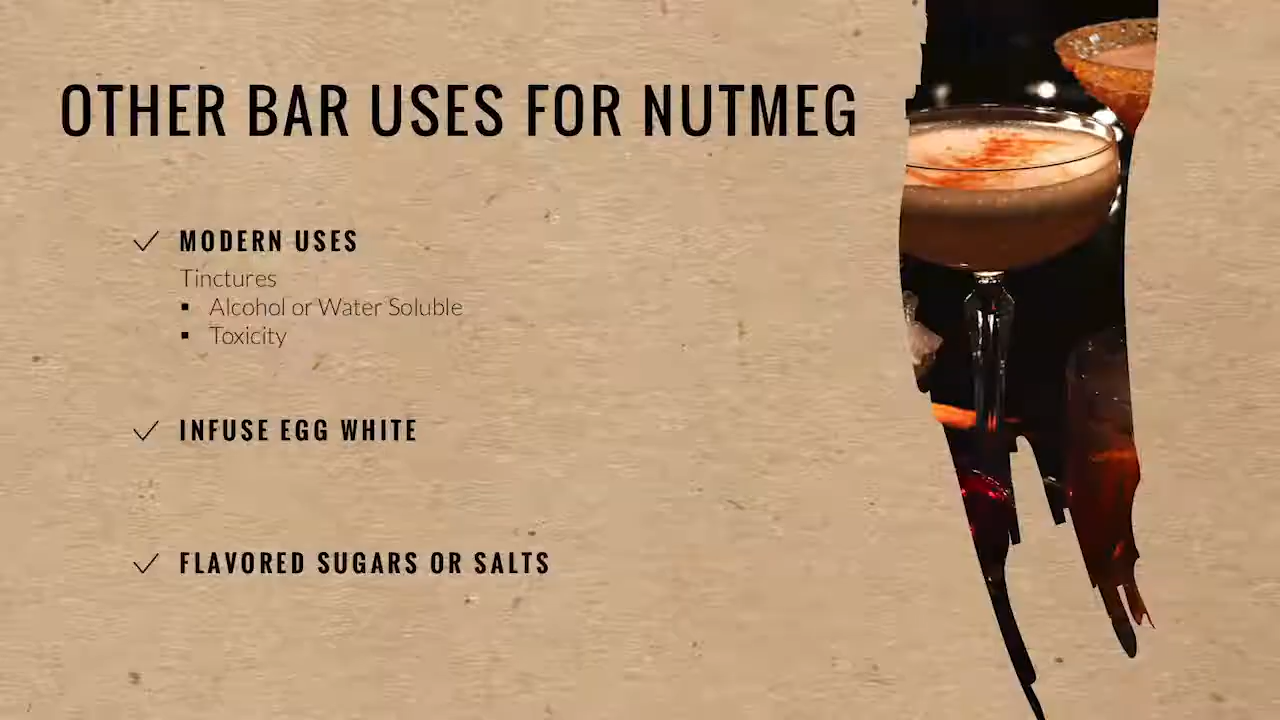 OTHER BAR USES FOR NUTMEG
MODERN USES
Tinctures
Alcohol or Water Soluble
Toxicity
INFUSE EGG WHITE
FLAVORED SUGARS OR SALTS